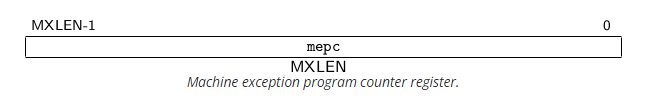 MXLEN-1 0
mepc
MXLEN
Machine exception program counter register.